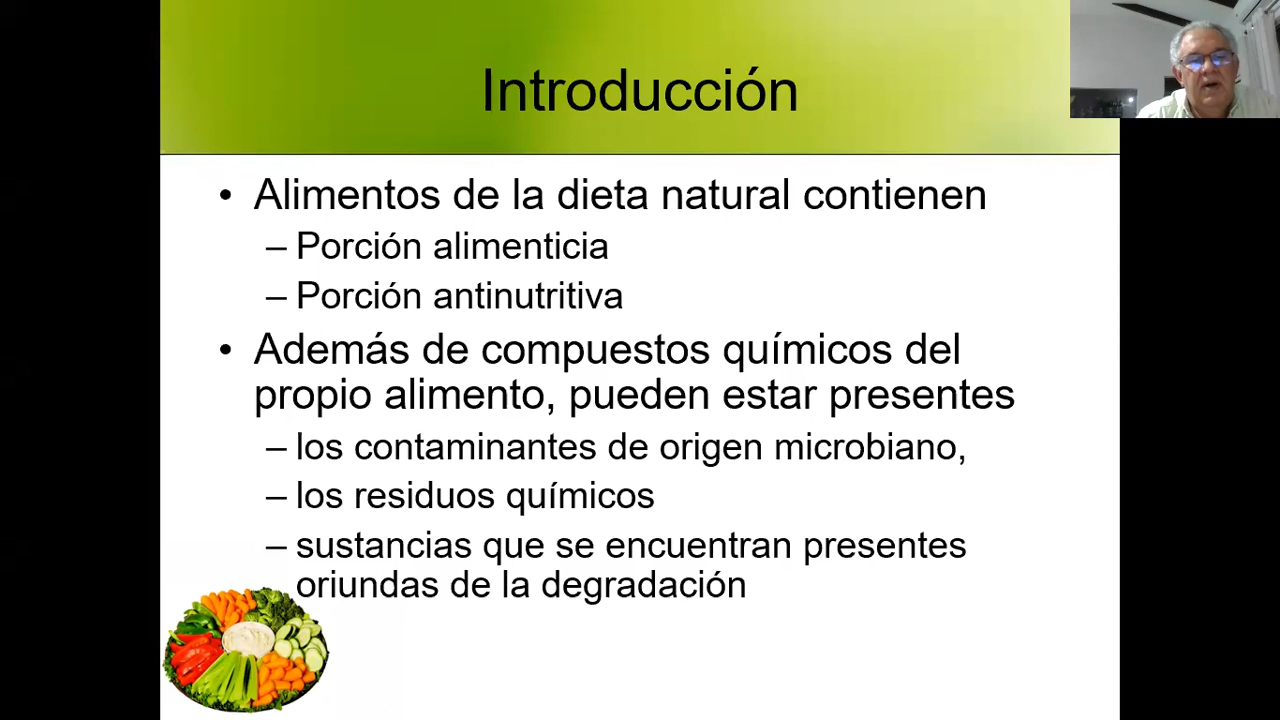 Introducción
• Alimentos de la dieta natural contienen
– Porción alimenticia
– Porción antinutritiva
• Además de compuestos químicos del
propio alimento, pueden estar presentes
– los contaminantes de origen microbiano,
– los residuos químicos
– sustancias que se encuentran presentes
oriundas de la degradación